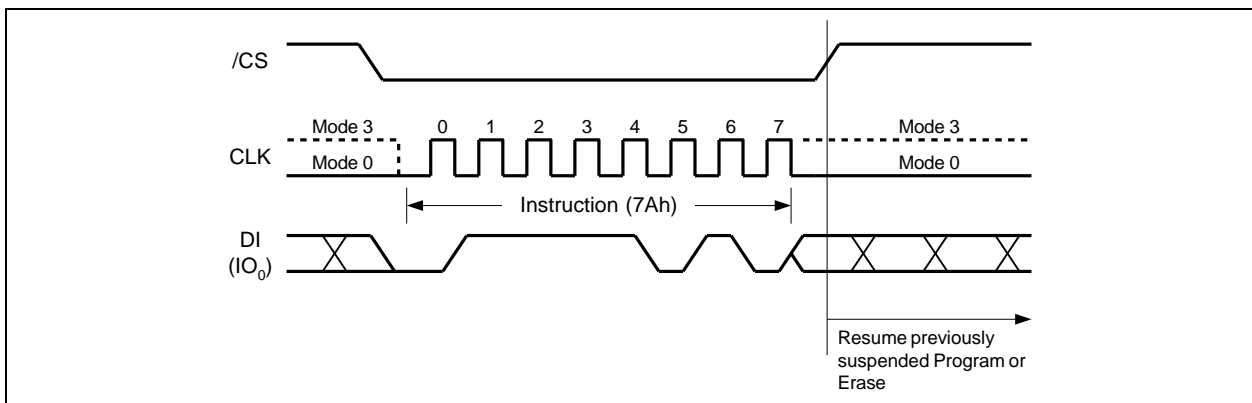 /CS
Mode 3
0 1 2 3 4 5 6 7
Mode 3
CLK
Mode 0
Mode 0
Instruction (7Ah)
DI
(IO0)
Resume previously
suspended Program or
Erase